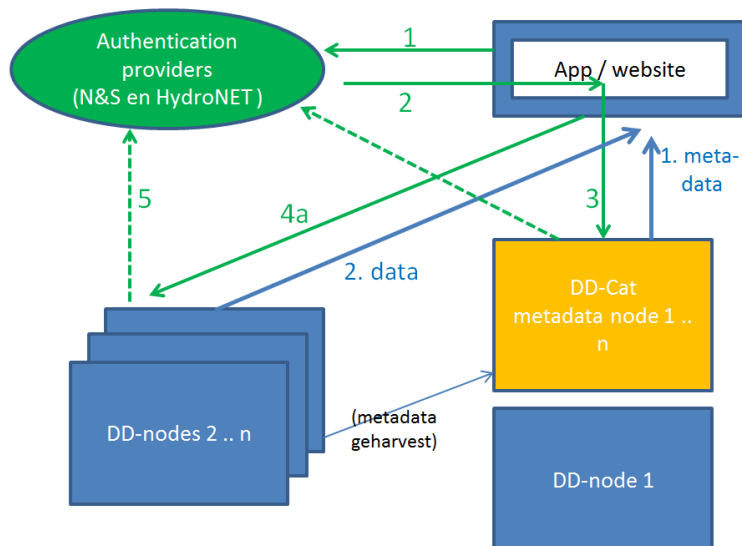 Authentication
providers
(N&S en HydroNET )
1
2
App / website
1. meta-
data
3
5
4a
2. data
DD-Cat
metadata node 1 ..
n
DD-nodes 2 .. n
(metadata
geharvest)
DD-node 1